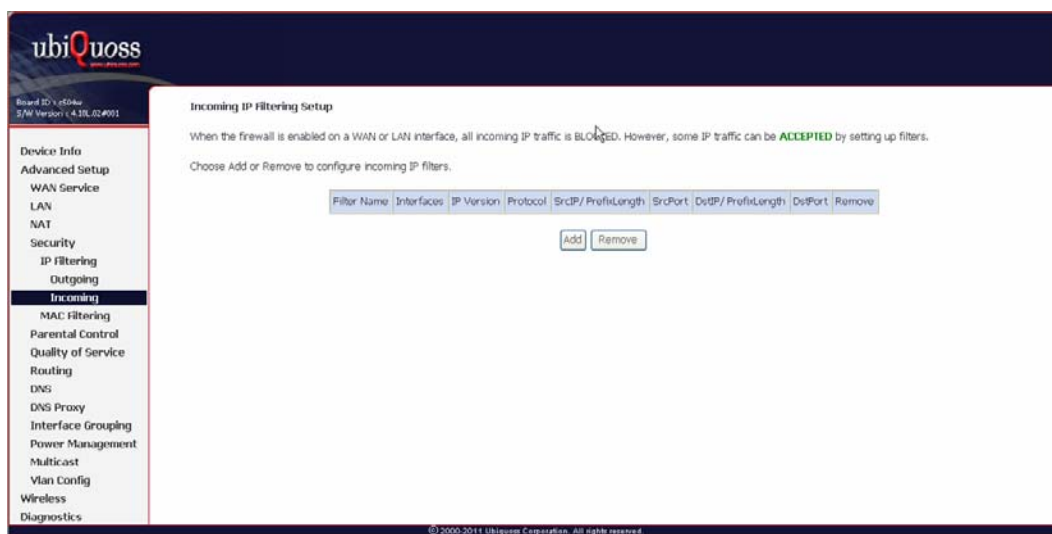 ubiQuoss
S/W Version : 4.10L.02#001
Incoming IP Filtering Setup
When the firewall is enabled on a WAN or LAN interface, all incoming IP traffic is BLOCKED. However, some IP traffic can be ACCEPTED by setting up filters.
Choose Add or Remove to configure incoming IP filters.
Filter Name Interfaces IP Version Protocol SrcIP/ PrefixLength SrcPort DstIP/ PrefixLength DstPort Remove
Add Remove
Device Info
Advanced Setup
WAN Service
LAN
NAT
Security
IP Filtering
Outgoing
Incoming
MAC Filtering
Parental Control
Quality of Service
Routing
DNS
DNS Proxy
Interface Grouping
Power Management
Multicast
Vlan Config
Wireless
Diagnostics
© 2000-2011 Ubiquoss Corporation. All rights reserved.